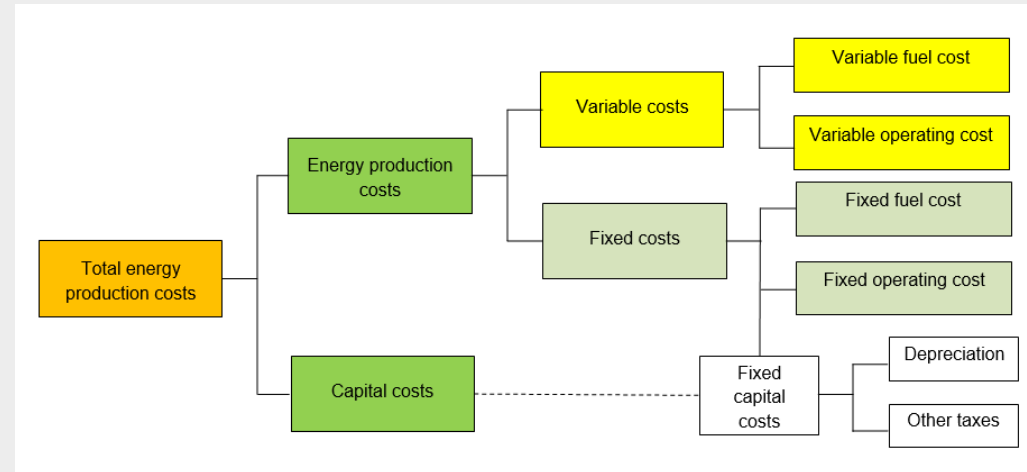 Variable fuel cost
Variable costs
Variable operating cost
Energy production
costs
Fixed fuel cost
Fixed costs
Total energy
production costs
Fixed operating cost
Depreciation
Capital costs
Fixed
capital
costs
Other taxes